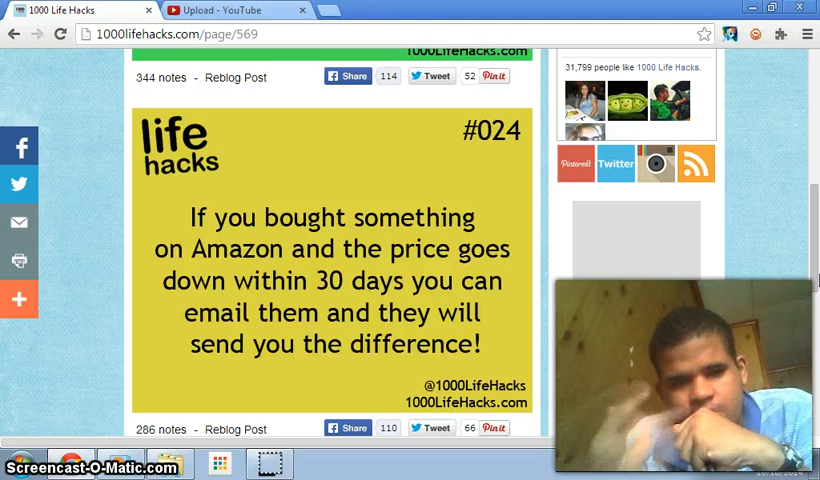 1000 Life Hacks
Upload - YouTube
1000lifehacks.com/page/569
1000LifeHacks.com
344 notes - Reblog Post
Share 114
Tweet 52
Pin it
31,799 people like 1000 Life Hacks.
life
hacks
#024
If you bought something
on Amazon and the price goes
down within 30 days you can
email them and they will
send you the difference!
@1000LifeHacks
1000LifeHacks.com
Pinterest
Twitter
286 notes - Reblog Post
Share 110
Tweet 66
Pin it
Screencast-O-Matic.com